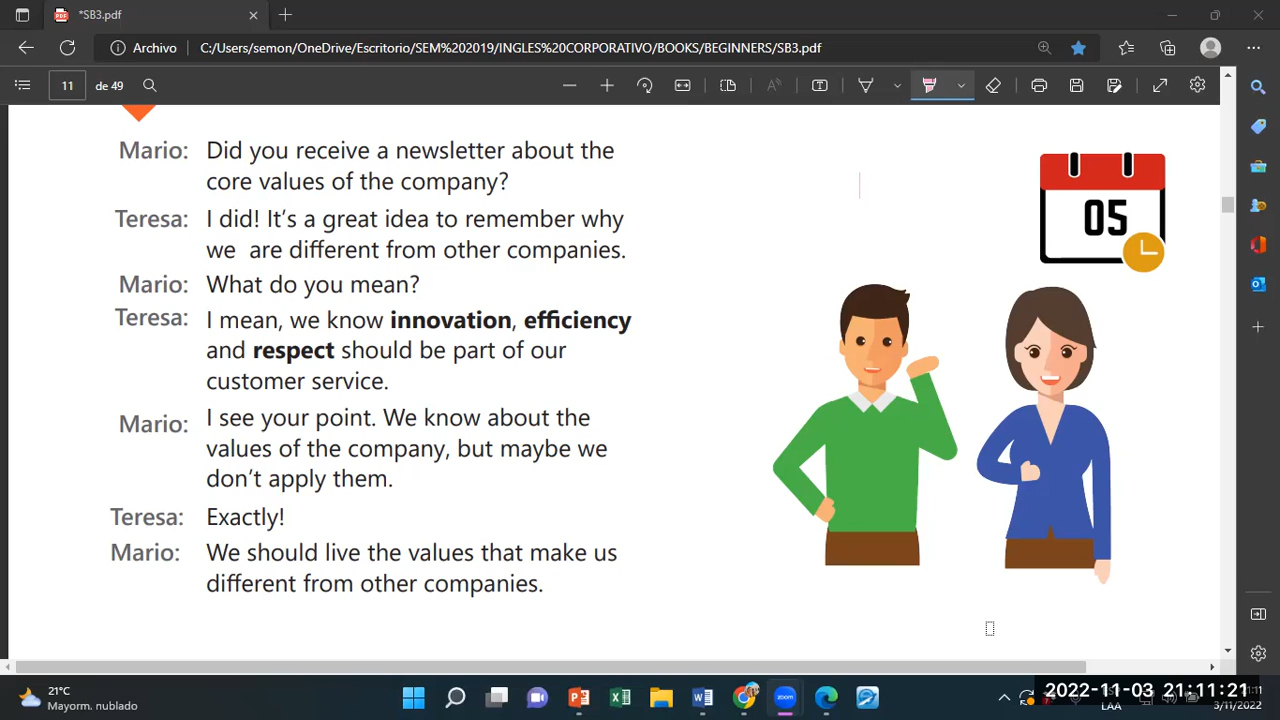 *SB3.pdf
Archivo
C:/Users/semon/OneDrive/Escritorio/SEM%202019/INGLES%20CORPORATIVO/BOOKS/BEGINNERS/SB3.pdf
11 de 49
Mario: Did you receive a newsletter about the
core values of the company?
Teresa: I did! It's a great idea to remember why
we are different from other companies.
Mario: What do you mean?
Teresa: I mean, we know innovation, efficiency
and respect should be part of our
customer service.
Mario: I see your point. We know about the
values of the company, but maybe we
don't apply them.
Teresa: Exactly!
Mario: We should live the values that make us
different from other companies.
05
21°C
Mayorm. nublado
2022-11-03 21:11:21
LAA
3/11/2022